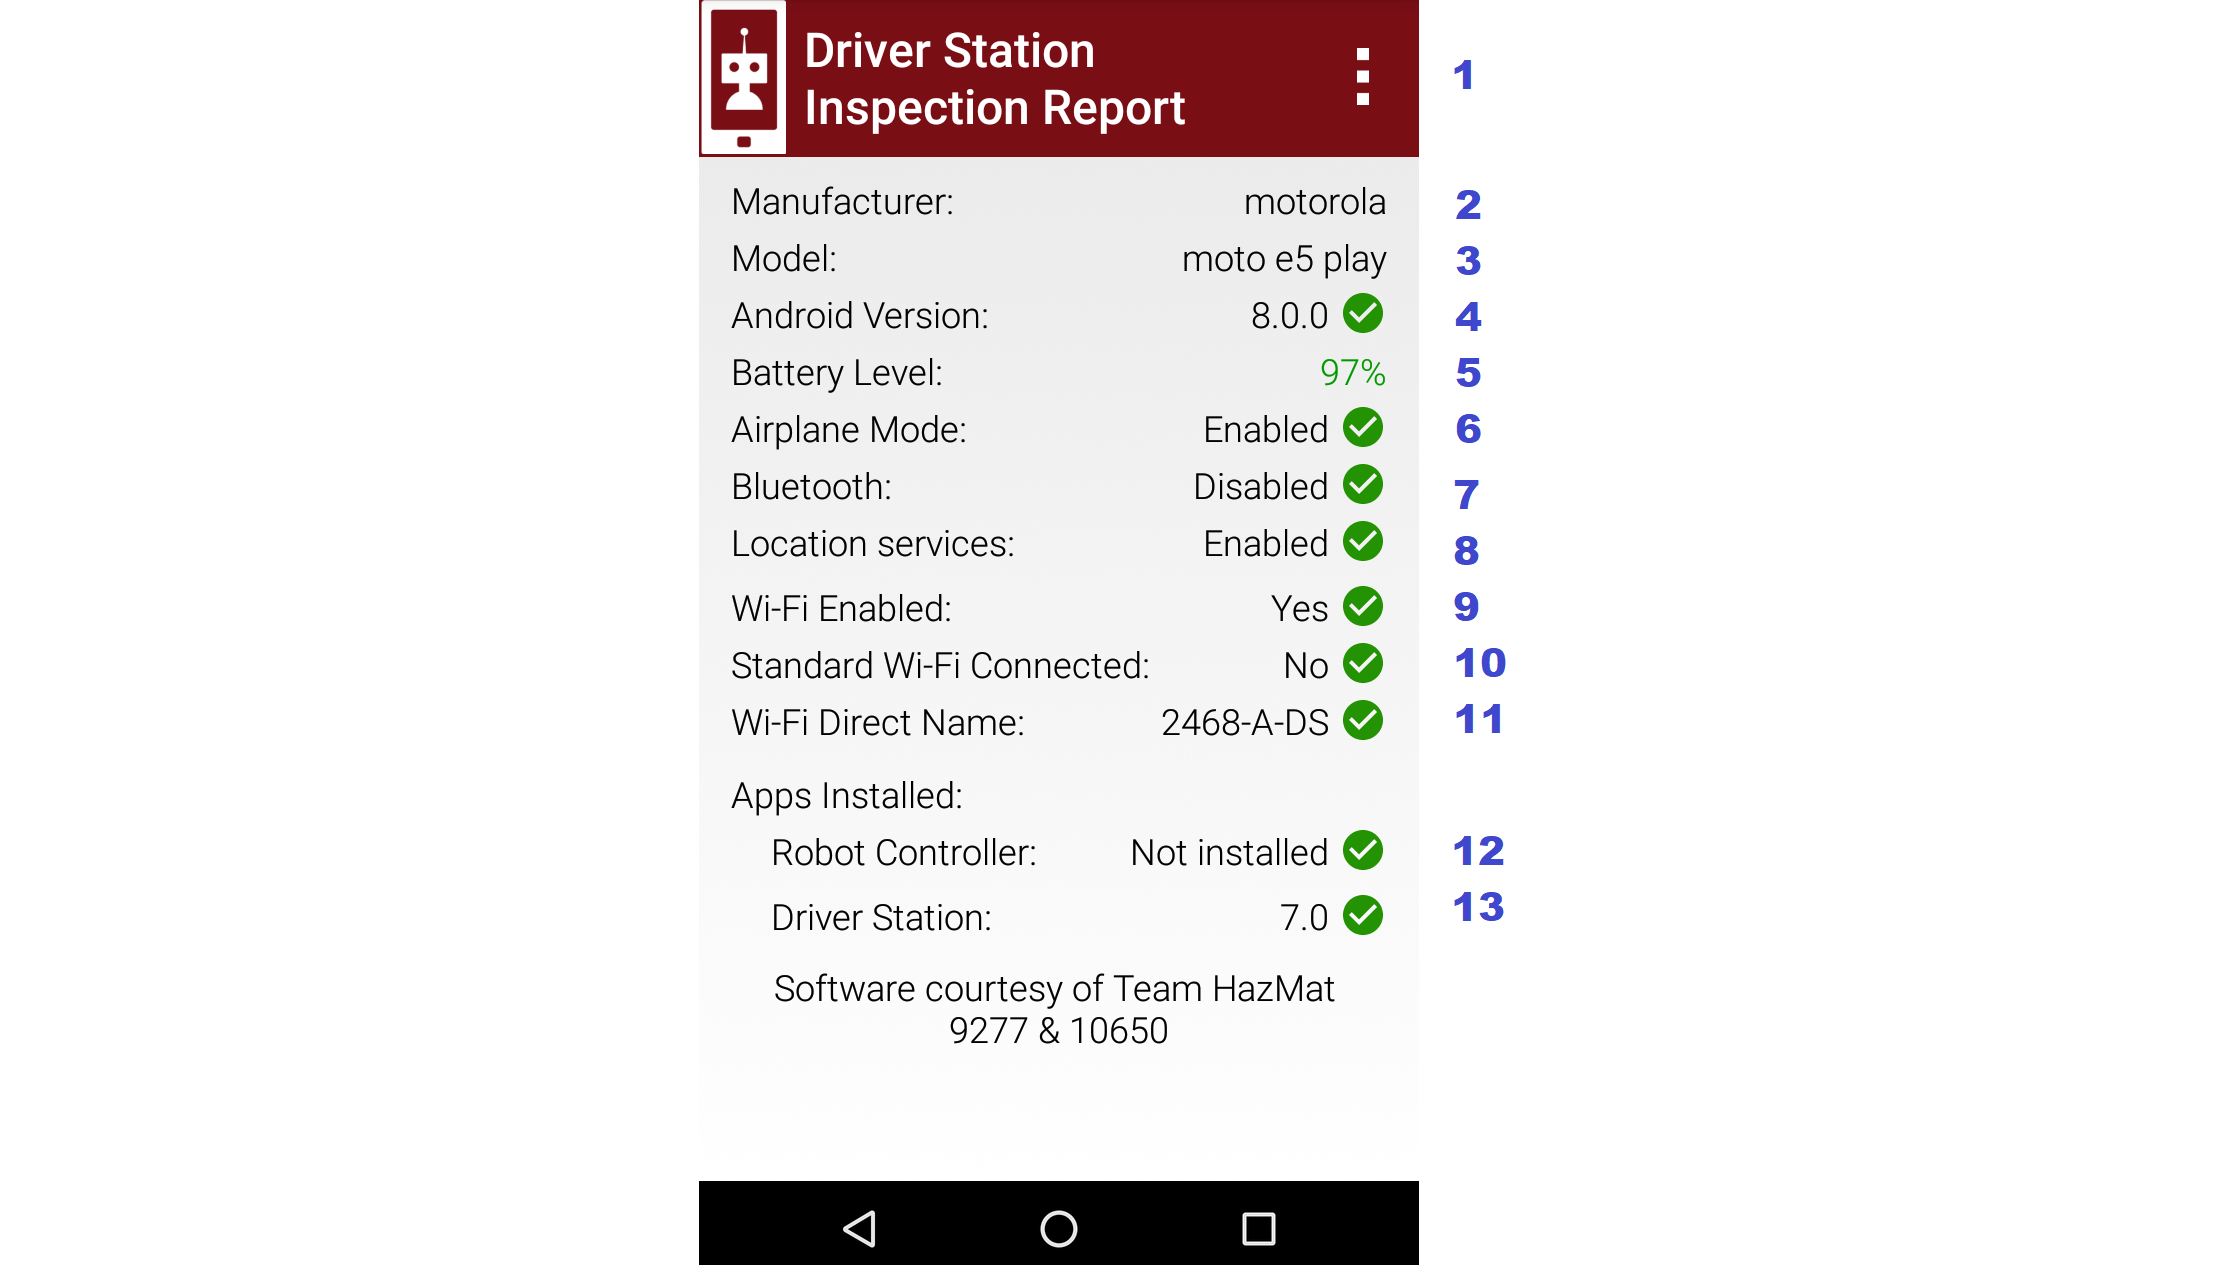 Driver Station
Inspection Report 1
Manufacturer: motorola 2
Model: moto e5 play 3
Android Version: 8.0.0 4
Battery Level: 97% 5
Airplane Mode: Enabled 6
Bluetooth: Disabled 7
Location services: Enabled 8
Wi-Fi Enabled: Yes 9
Standard Wi-Fi Connected: No 10
Wi-Fi Direct Name: 2468-A-DS 11
Apps Installed:
Robot Controller: Not installed 12
Driver Station: 7.0 13
Software courtesy of Team HazMat
9277 & 10650